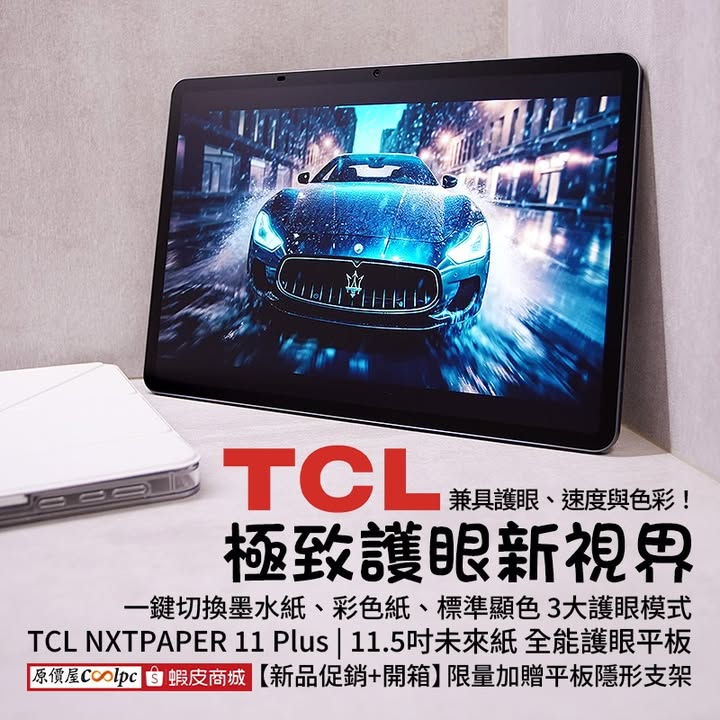 TCL 兼具護眼、速度與色彩！
極致護眼新視界
一鍵切換墨水紙、彩色紙、標準顯色 3大護眼模式
TCL NXTPAPER 11 Plus | 11.5吋未來紙 全能護眼平板
原價屋coolpc S 蝦皮商城【新品促銷+開箱】限量加贈平板隱形支架